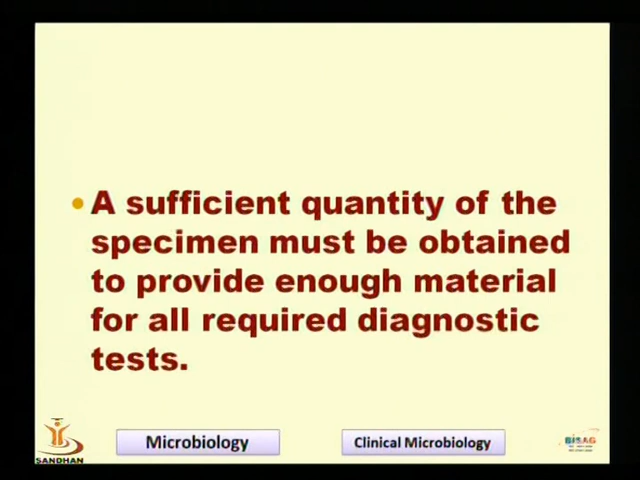 A sufficient quantity of the
specimen must be obtained
to provide enough material
for all required diagnostic
tests.
Microbiology
Clinical Microbiology
SANDHAN
BISAG